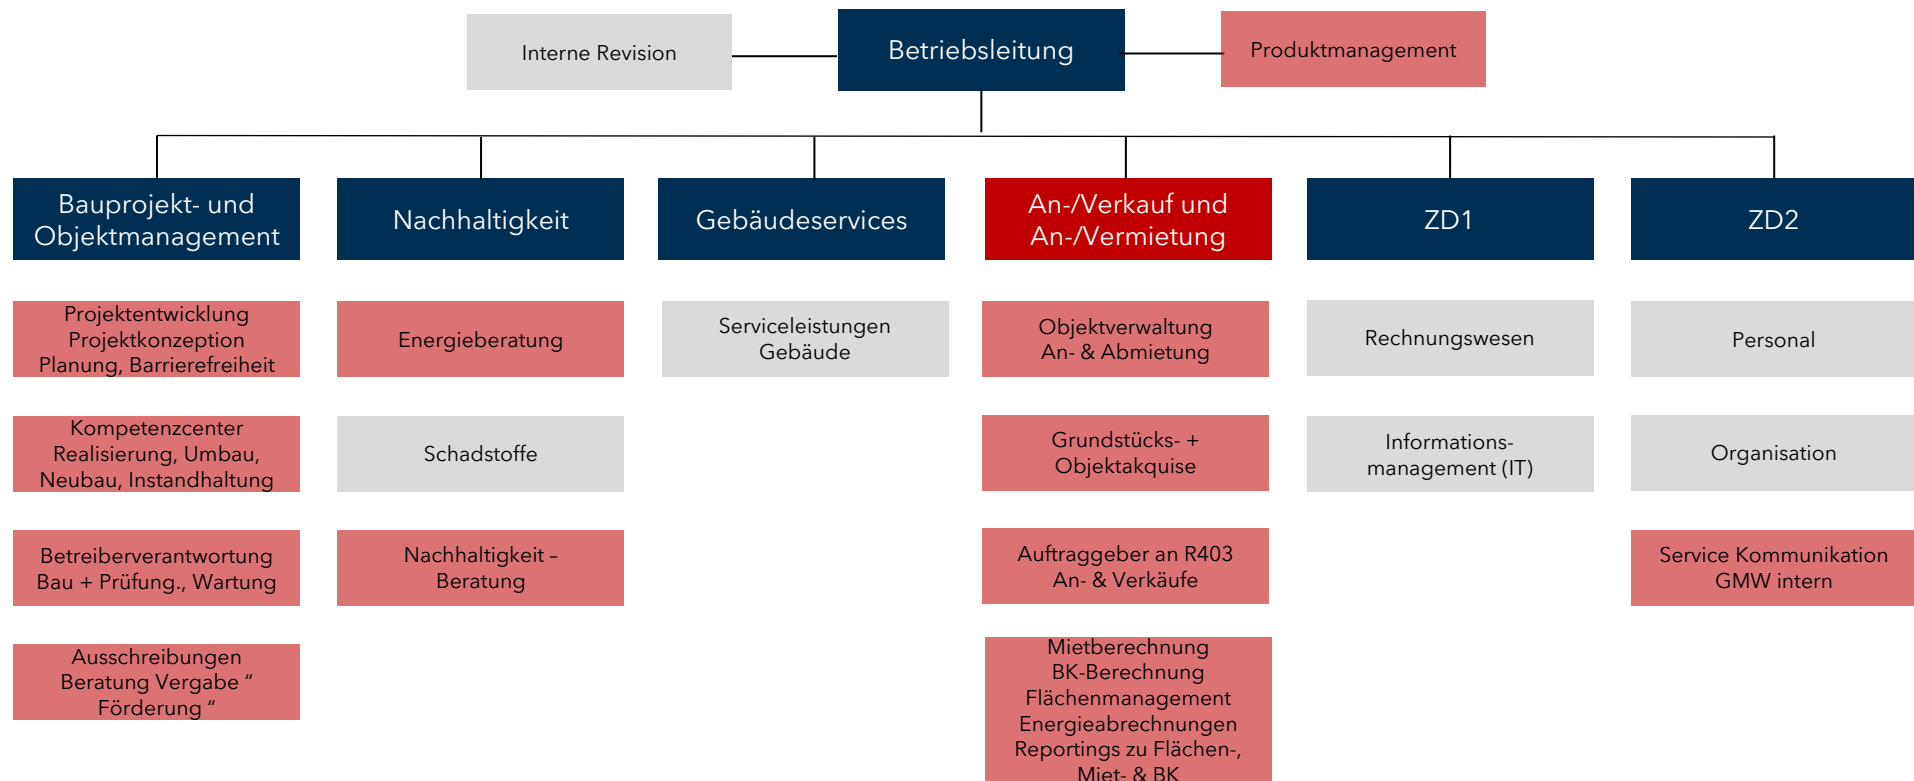 Interne Revision
Betriebsleitung
Produktmanagement
Bauprojekt- und
Objektmanagement
Nachhaltigkeit
Gebäudeservices
An-/Verkauf und
An-/Vermietung
ZD1
ZD2
Projektentwicklung
Projektkonzeption
Planung, Barrierefreiheit
Energieberatung
Serviceleistungen
Gebäude
Objektverwaltung
An- & Abmietung
Rechnungswesen
Personal
Kompetenzcenter
Realisierung, Umbau,
Neubau, Instandhaltung
Schadstoffe
Grundstücks- +
Objektakquise
Informations-
management (IT)
Organisation
Betreiberverantwortung
Bau + Prüfung., Wartung
Nachhaltigkeit –
Beratung
Auftraggeber an R403
An- & Verkäufe
Service Kommunikation
GMW intern
Ausschreibungen
Beratung Vergabe “
Förderung “
Mietberechnung
BK-Berechnung
Flächenmanagement
Energieabrechnungen
Reportings zu Flächen-,
Miet- & BK